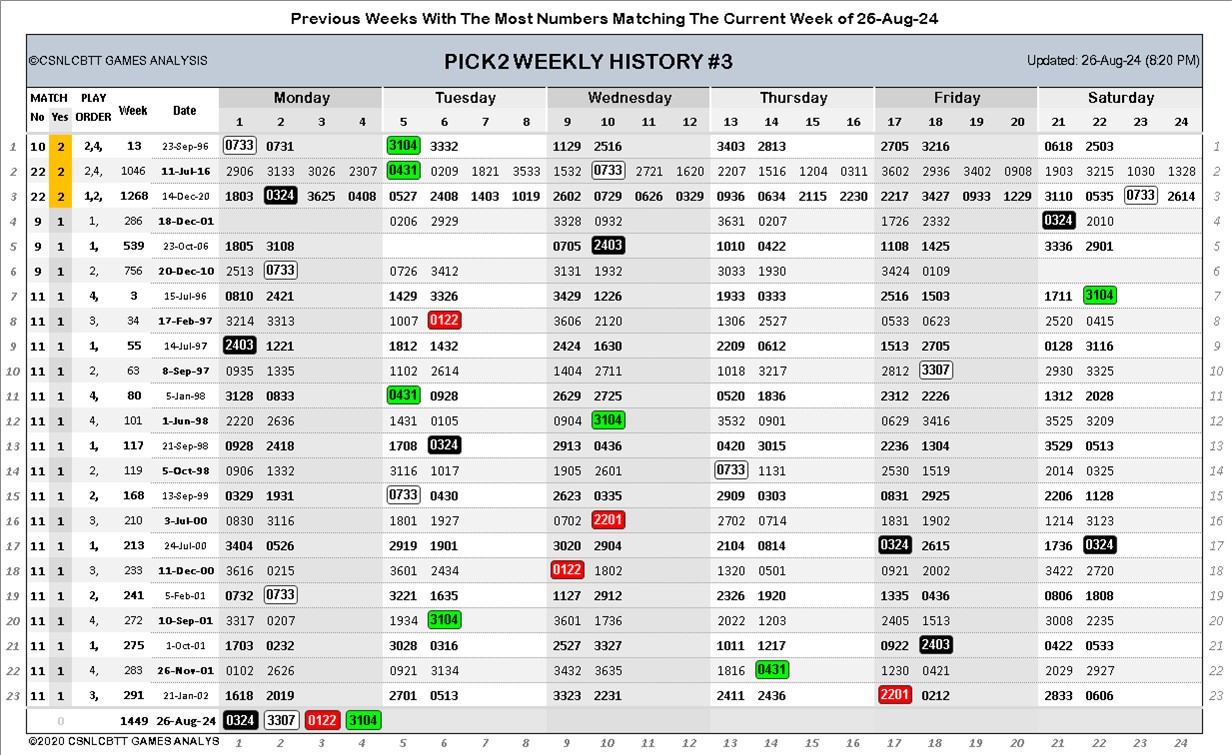 Previous Weeks With The Most Numbers Matching The Current Week of 26-Aug-24
©CSNLCBTT GAMES ANALYSIS PICK2 WEEKLY HISTORY #3 Updated: 26-Aug-24 (8:20 PM)
MATCH PLAY Week Date Monday Tuesday Wednesday Thursday Friday Saturday
No Yes ORDER 1 2 3 4 5 6 7 8 9 10 11 12 13 14 15 16 17 18 19 20 21 22 23 24
1 10 2 2,4, 13 23-Sep-96 0733 0731 3104 3332 1129 2516 3403 2813 2705 3216 0618 2503 1
2 22 2 2,4, 1046 11-Jul-16 2906 3133 3026 2307 0431 0209 1821 3533 1532 0733 2721 1620 2207 1516 1204 0311 3602 2936 3402 0908 1903 3215 1030 1328 2
3 22 2 1,2, 1268 14-Dec-20 1803 0324 3625 0408 0527 2408 1403 1019 2602 0729 0626 0329 0936 0634 2115 2230 2217 3427 0933 1229 3110 0535 0733 2614 3
4 9 1 1, 286 18-Dec-01 0206 2929 3328 0932 3631 0207 1726 2332 0324 2010 4
5 9 1 1, 539 23-Oct-06 1805 3108 0705 2403 1010 0422 1108 1425 3336 2901 5
6 9 1 2, 756 20-Dec-10 2513 0733 0726 3412 3131 1932 3033 1930 3424 0109 6
7 11 1 4, 3 15-Jul-96 0810 2421 1429 3326 3429 1226 1933 0333 2516 1503 1711 3104 7
8 11 1 3, 34 17-Feb-97 3214 3313 1007 0122 3606 2120 1306 2527 0533 0623 2520 0415 8
9 11 1 1, 55 14-Jul-97 2403 1221 1812 1432 2424 1630 2209 0612 1513 2705 0128 3116 9
10 11 1 2, 63 8-Sep-97 0935 1335 1102 2614 1404 2711 1018 3217 2812 3307 2930 3325 10
11 11 1 4, 80 5-Jan-98 3128 0833 0431 0928 2629 2725 0520 1836 2312 2226 1312 2028 11
12 11 1 4, 101 1-Jun-98 2220 2636 1431 0105 0904 3104 3532 0901 0629 3416 3525 3209 12
13 11 1 1, 117 21-Sep-98 0928 2418 1708 0324 2913 0436 0420 3015 2236 1304 3529 0513 13
14 11 1 2, 119 5-Oct-98 0906 1332 3116 1017 1905 2601 0733 1131 2530 1519 2014 0325 14
15 11 1 2, 168 13-Sep-99 0329 1931 0733 0430 2623 0335 2909 0303 0831 2925 2206 1128 15
16 11 1 3, 210 3-Jul-00 0830 3116 1801 1927 0702 2201 2702 0714 1831 1902 1214 3123 16
17 11 1 1, 213 24-Jul-00 3404 0526 2919 1901 3020 2904 2104 0814 0324 2615 1736 0324 17
18 11 1 3, 233 11-Dec-00 3616 0215 3601 2434 0122 1802 1320 0501 0921 2002 3422 2720 18
19 11 1 2, 241 5-Feb-01 0732 0733 3221 1635 1127 2912 2326 1920 1335 0436 0806 1808 19
20 11 1 4, 272 10-Sep-01 3317 0207 1934 3104 3601 1736 2022 1203 2405 1513 3008 2235 20
21 11 1 1, 275 1-Oct-01 1703 0232 3028 0316 2527 3327 1011 1217 0922 2403 0422 0533 21
22 11 1 4, 283 26-Nov-01 0102 2626 0921 3134 3432 3635 1816 0431 1230 0421 2029 2927 22
23 11 1 3, 291 21-Jan-02 1618 2019 2701 0513 3323 2231 2411 2436 2201 0212 2833 0606 23
0 1449 26-Aug-24 0324 3307 0122 3104
©2020 CSNLCBTT GAMES ANALYS 1 2 3 4 5 6 7 8 9 10 11 12 13 14 15 16 17 18 19 20 21 22 23 24